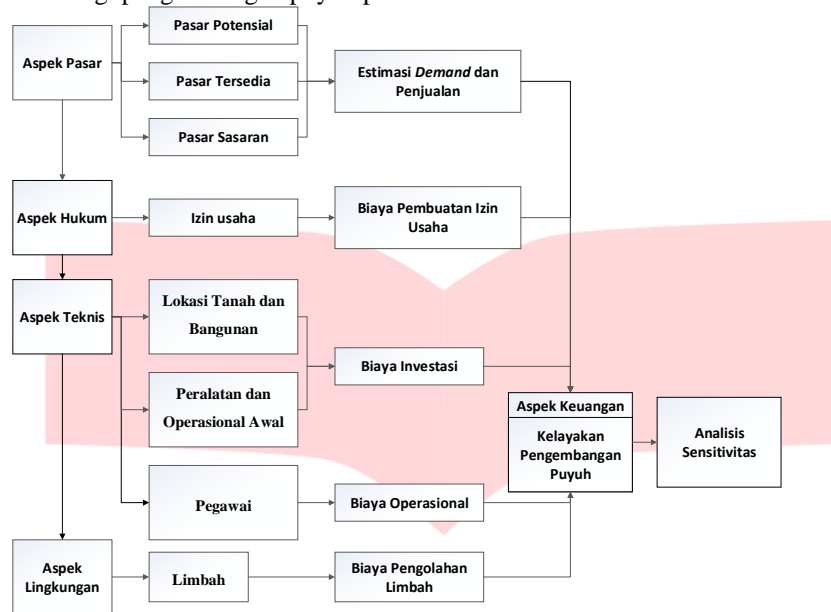 Pasar Potensial
Aspek Pasar
Pasar Tersedia
Estimasi Demand dan
Penjualan
Pasar Sasaran
Aspek Hukum
Izin usaha
Biaya Pembuatan Izin
Usaha
Aspek Teknis
Lokasi Tanah dan
Bangunan
Biaya Investasi
Peralatan dan
Operasional Awal
Aspek Keuangan
Kelayakan
Pengembangan
Puyuh
Analisis
Sensitivitas
Pegawai
Biaya Operasional
Aspek
Lingkungan
Limbah
Biaya Pengolahan
Limbah